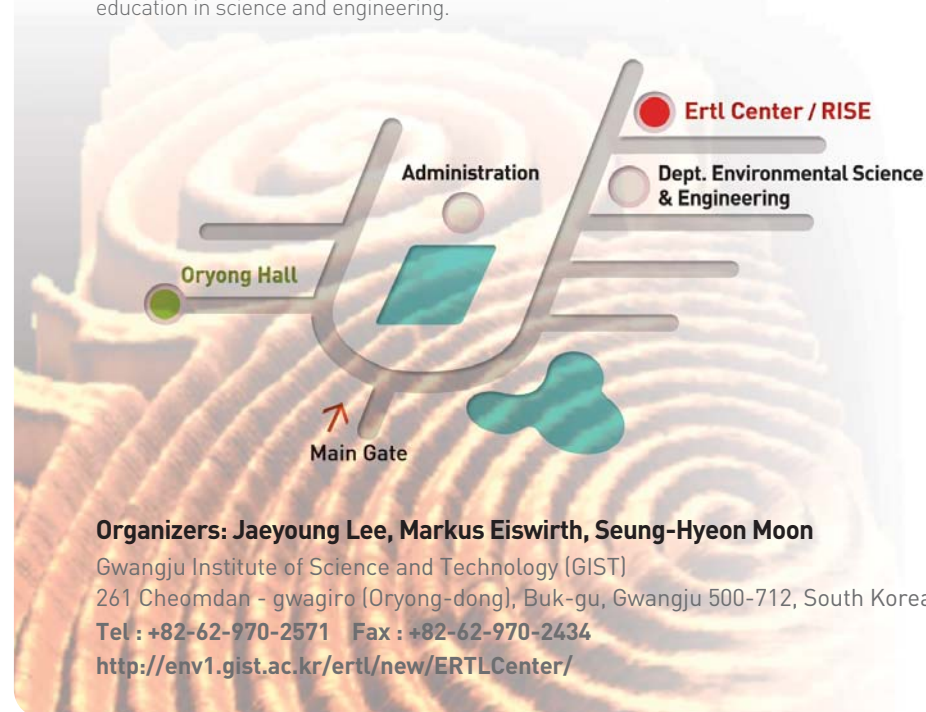 education in science and engineering.
Ertl Center / RISE
Administration
Dept. Environmental Science
& Engineering
Oryong Hall
Main Gate
Organizers: Jaeyoung Lee, Markus Eiswirth, Seung-Hyeon Moon
Gwangju Institute of Science and Technology (GIST)
261 Cheomdan - gwagiro (Oryong-dong), Buk-gu, Gwangju 500-712, South Korea
Tel : +82-62-970-2571 Fax : +82-62-970-2434
http://env1.gist.ac.kr/ertl/new/ERTLCenter/